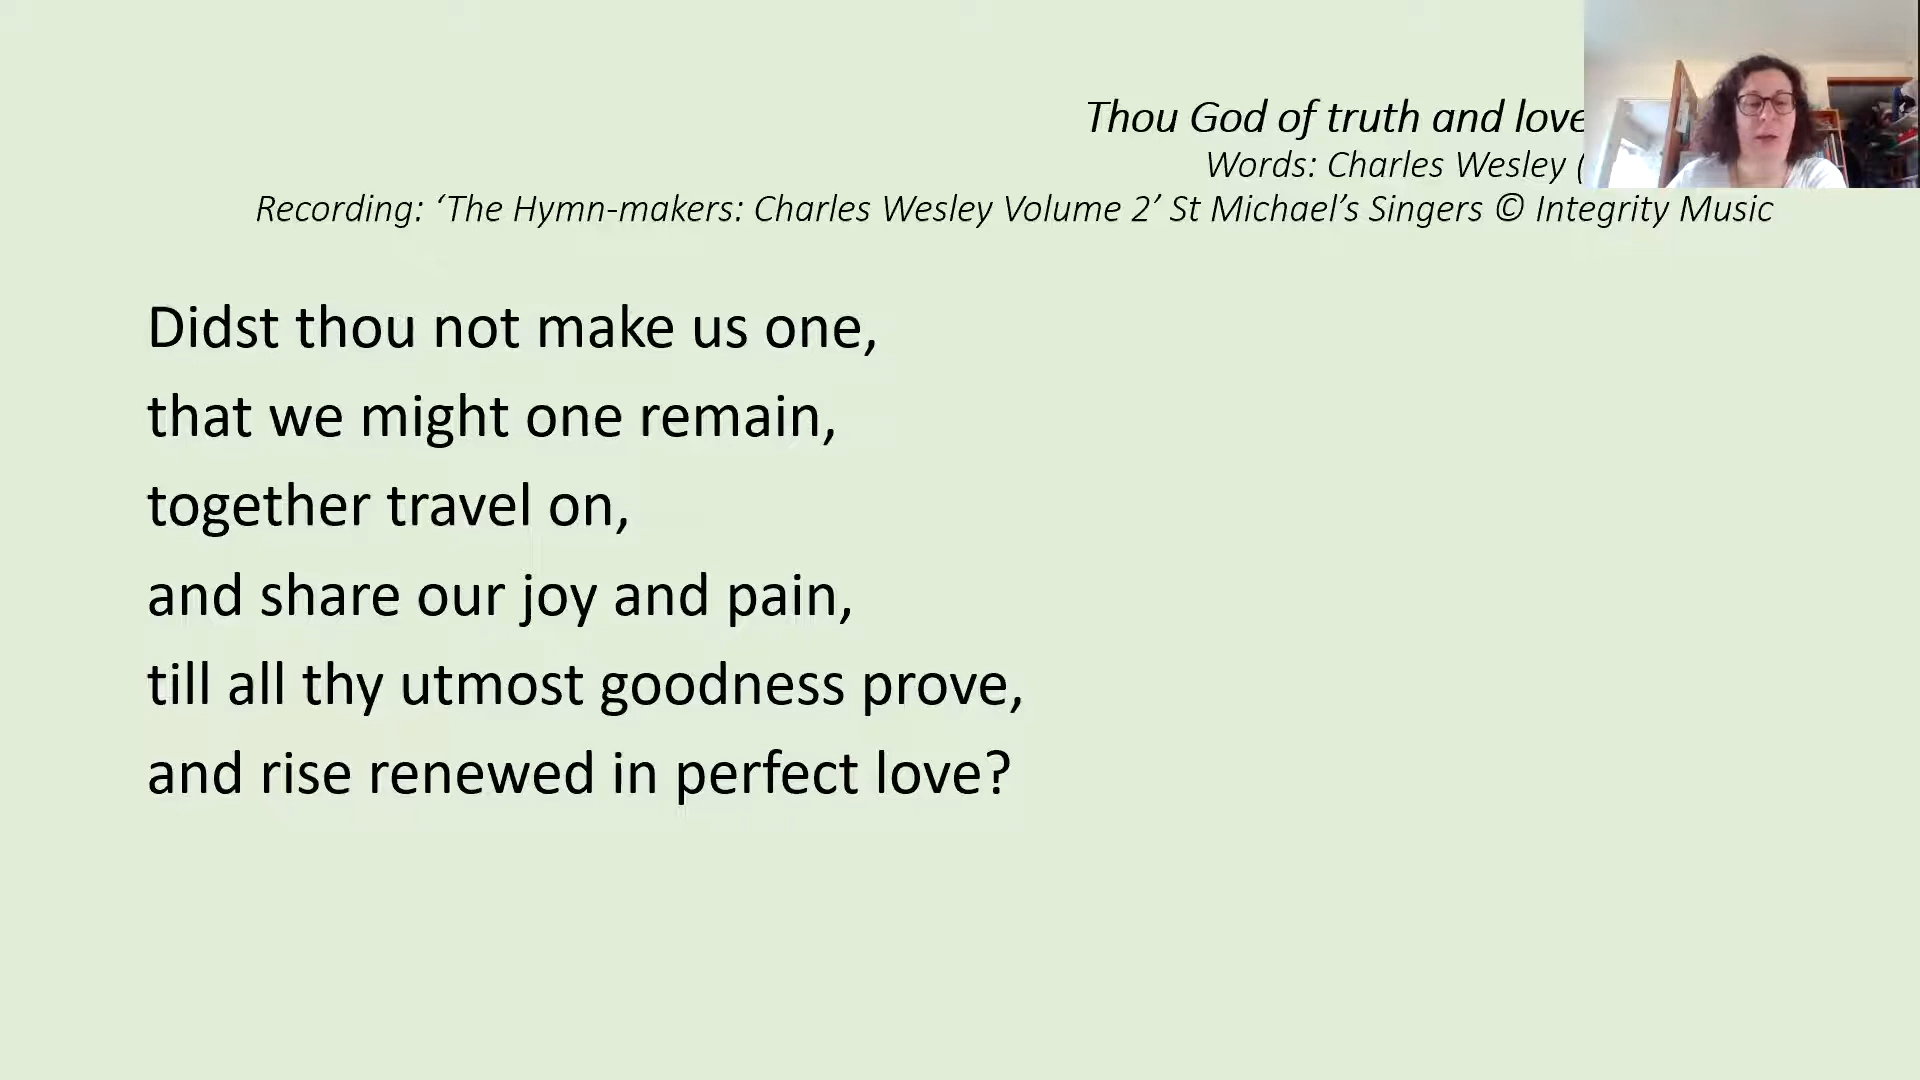 Thou God of truth and love
Words: Charles Wesley (
Recording: ‘The Hymn-makers: Charles Wesley Volume 2’ St Michael’s Singers © Integrity Music
Didst thou not make us one,
that we might one remain,
together travel on,
and share our joy and pain,
till all thy utmost goodness prove,
and rise renewed in perfect love?